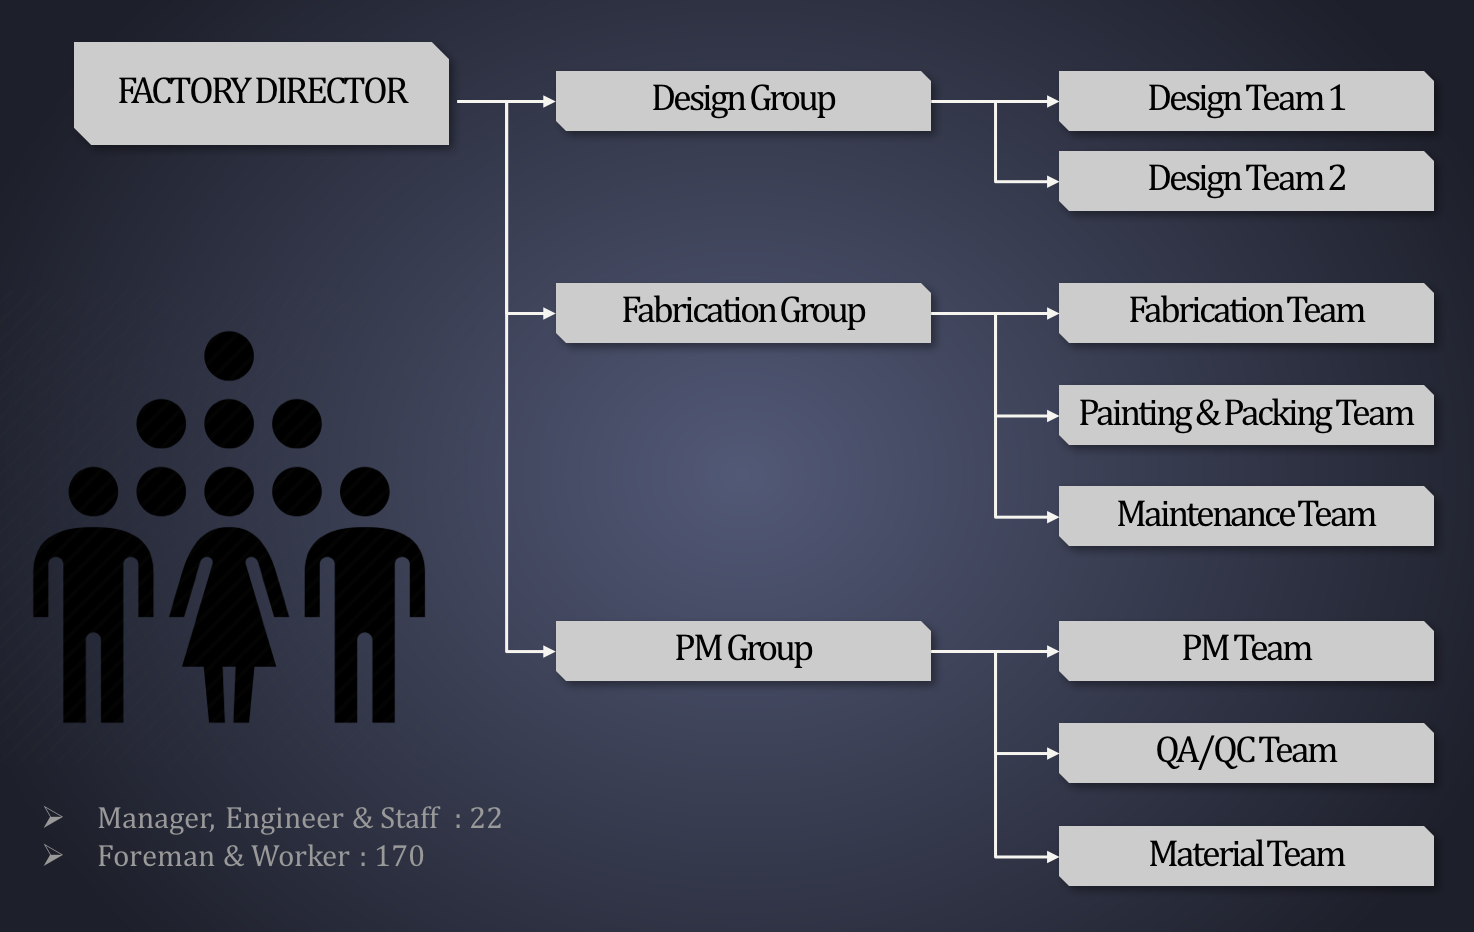 FACTORY DIRECTOR
Design Group
Design Team 1
Design Team 2
Fabrication Group
Fabrication Team
Painting & Packing Team
Maintenance Team
PM Group
PM Team
QA/QC Team
Material Team
➢ Manager, Engineer & Staff : 22
➢ Foreman & Worker : 170